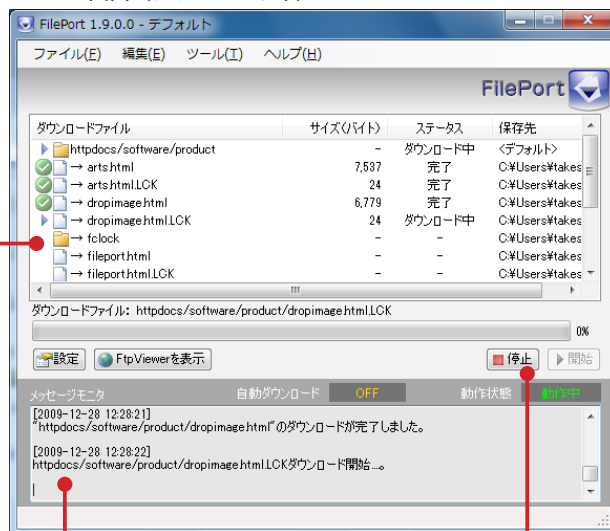 FilePort 1.9.0.0 - デフォルト
ファイル(F) 編集(E) ツール(T) ヘルプ(H)
FilePort
ダウンロードファイル サイズ(バイト) ステータス 保存先
httpdocs/software/product - ダウンロード中 <デフォルト>
→ arts.html 7,537 完了 C:¥Users¥takes
→ arts.html.LCK 24 完了 C:¥Users¥takes
→ dropimage.html 6,779 完了 C:¥Users¥takes
→ dropimage.html.LCK 24 ダウンロード中 C:¥Users¥takes
→ fclock - - C:¥Users¥takes
→ fileport.html - - C:¥Users¥takes
→ fileport.html.LCK - - C:¥Users¥takes
ダウンロードファイル: httpdocs/software/product/dropimage.html.LCK
0%
設定 FtpViewerを表示 停止 開始
メッセージモニタ 自動ダウンロード OFF 動作状態 動作中
[2009-12-28 12:28:21]
"httpdocs/software/product/dropimage.html"のダウンロードが完了しました。
[2009-12-28 12:28:22]
httpdocs/software/product/dropimage.html.LCKダウンロード開始...。